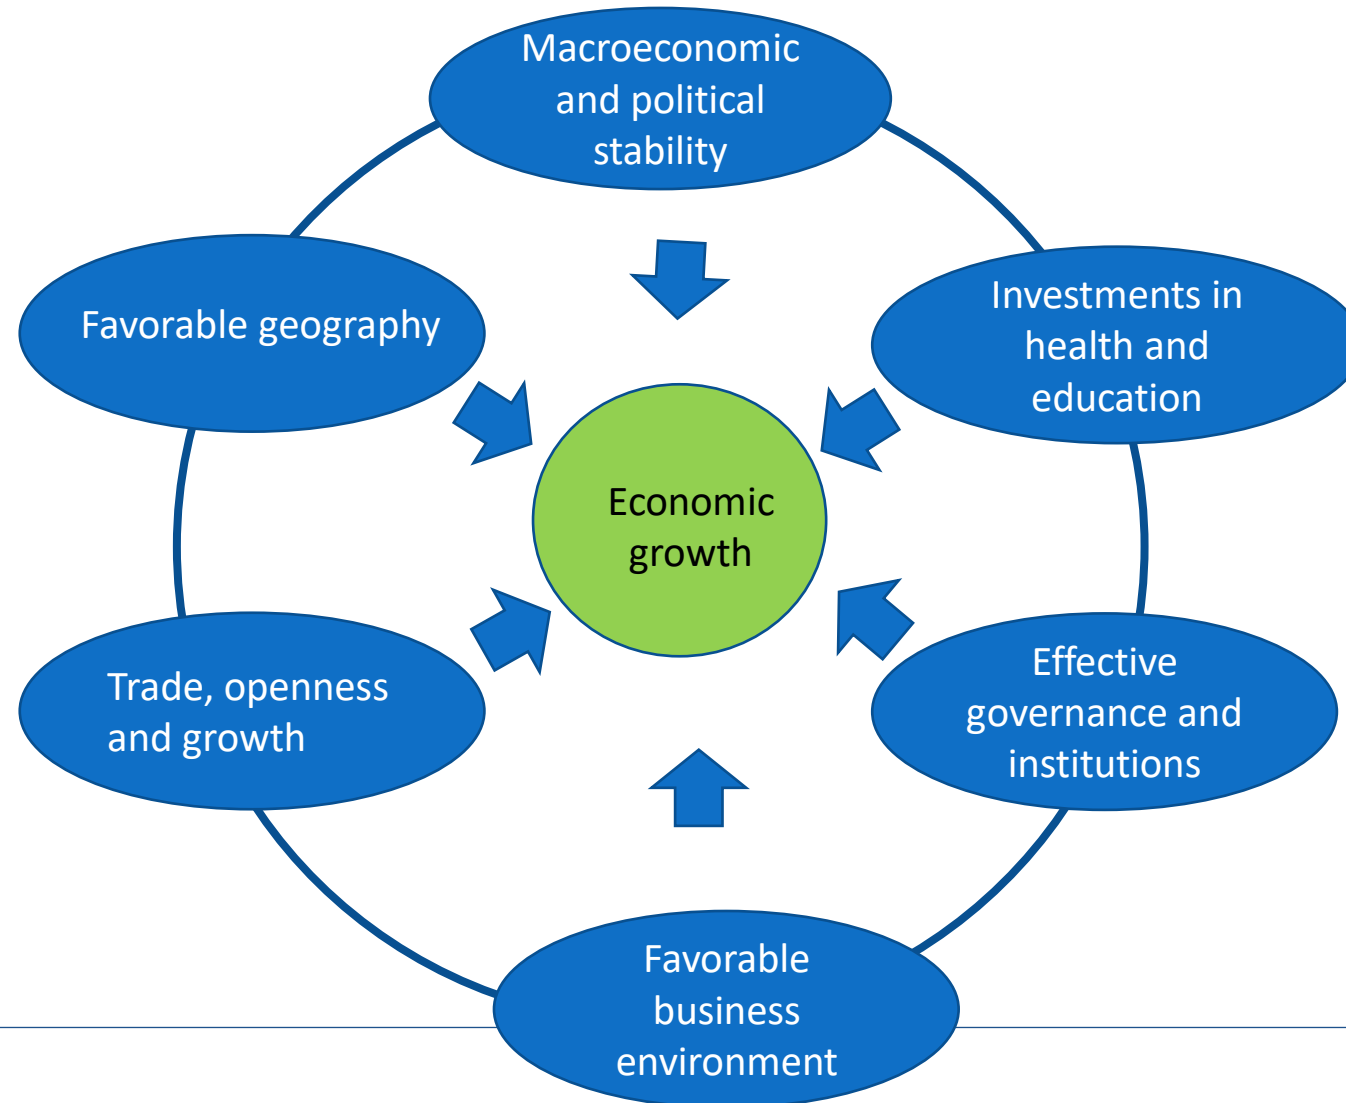 Macroeconomic
and political
stability
Favorable geography
Investments in
health and
education
Economic
growth
Trade, openness
and growth
Effective
governance and
institutions
Favorable
business
environment